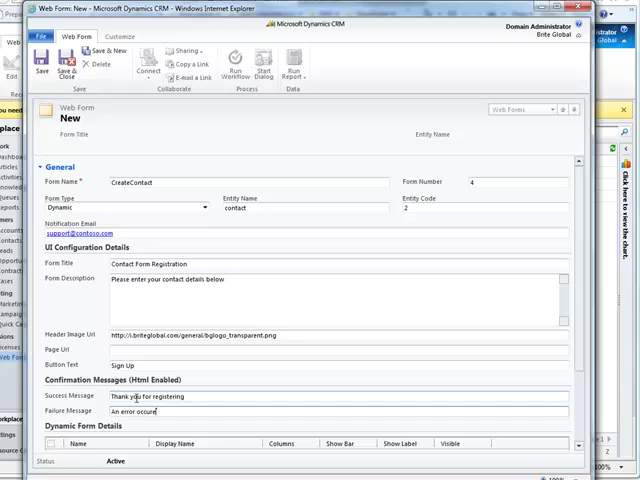 Web Form: New - Microsoft Dynamics CRM - Windows Internet Explorer
Microsoft Dynamics CRM
Domain Administrator
Brite Global
File
Web Form
Customize
Save
Save & Close
Save & New
Delete
Save
Connect
Sharing
Copy a Link
E-mail a Link
Collaborate
Run Workflow
Start Dialog
Process
Run Report
Data
Web Form
New
Web Forms
Form Title
Entity Name
General
Form Name * CreateContact
Form Number 4
Form Type Dynamic
Entity Name contact
Entity Code 2
Notification Email
support@contoso.com
UI Configuration Details
Form Title Contact Form Registration
Form Description Please enter your contact details below
Header Image Url http://i.briteglobal.com/general/bglogo_transparent.png
Page Url
Button Text Sign Up
Confirmation Messages (Html Enabled)
Success Message Thank you for registering
Failure Message An error occure
Dynamic Form Details
Name Display Name Columns Show Bar Show Label Visible
Status Active
Click here to view chart
100%